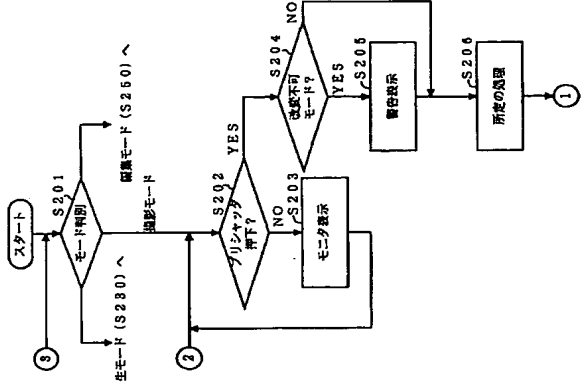 スタート
3
S201
モード判別
生モード(S230)へ
編集モード(S250)へ
撮影モード
2
S202
プリシャッタ
押下?
YES
NO
S203
モニタ表示
S204
改変不可
モード?
NO
YES
S205
警告表示
S206
所定の処理
1